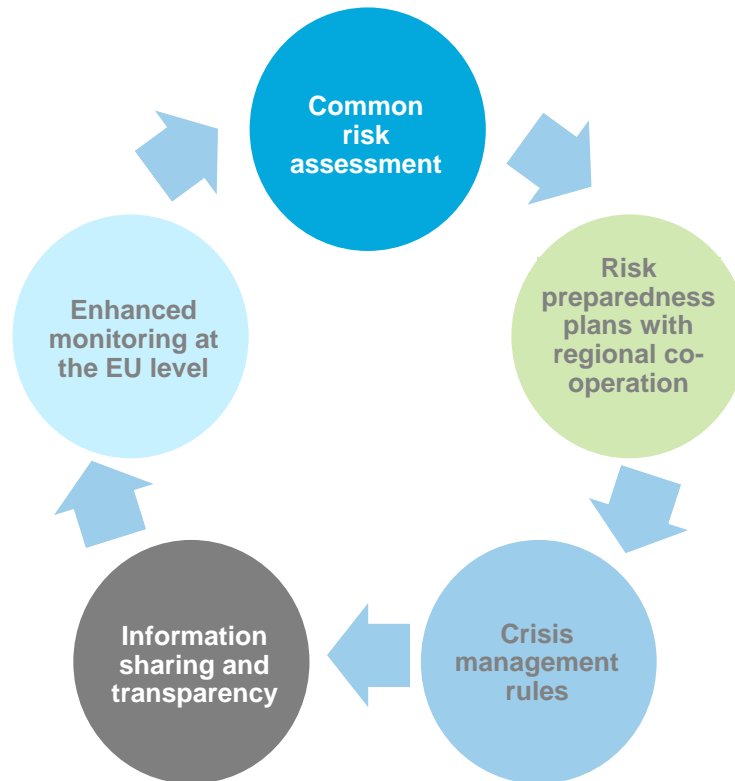 Common
risk
assessment
Risk
preparedness
plans with
regional co-
operation
Crisis
management
rules
Information
sharing and
transparency
Enhanced
monitoring at
the EU level